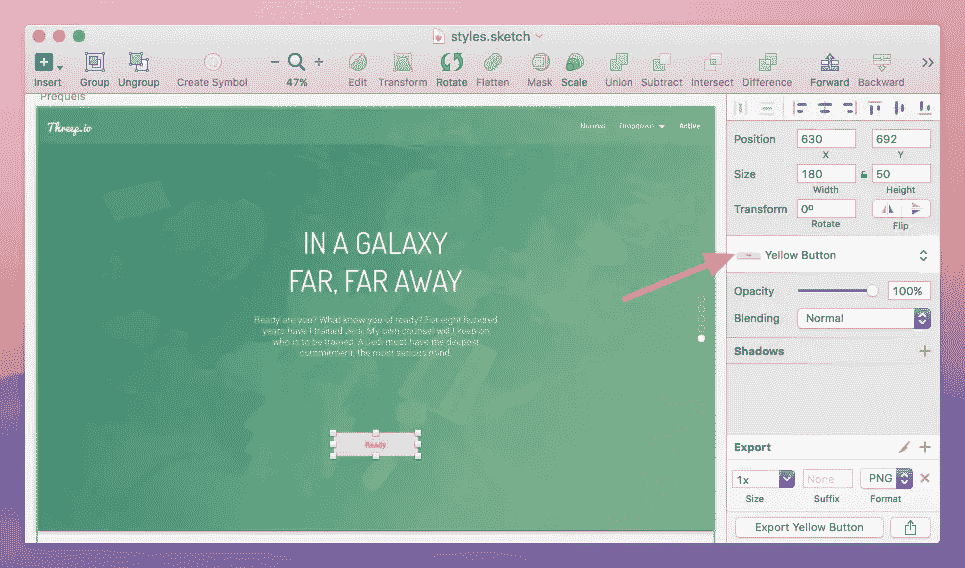 styles.sketch
Insert Group Ungroup Create Symbol 47% Edit Transform Rotate Flatten Mask Scale Union Subtract Intersect Difference Forward Backward
Prequels
Threep.io
Normal Dropdown Active
IN A GALAXY
FAR, FAR AWAY
Ready are you? What know you of ready? For eight hundred
years have I trained Jedi. My own counsel will I keep on
who is to be trained. A Jedi must have the deepest
commitment, the most serious mind.
Ready
Position 630 692
X Y
Size 180 50
Width Height
Transform 0º
Rotate Flip
Yellow Button
Opacity 100%
Blending Normal
Shadows
Export
1x None PNG
Size Suffix Format
Export Yellow Button